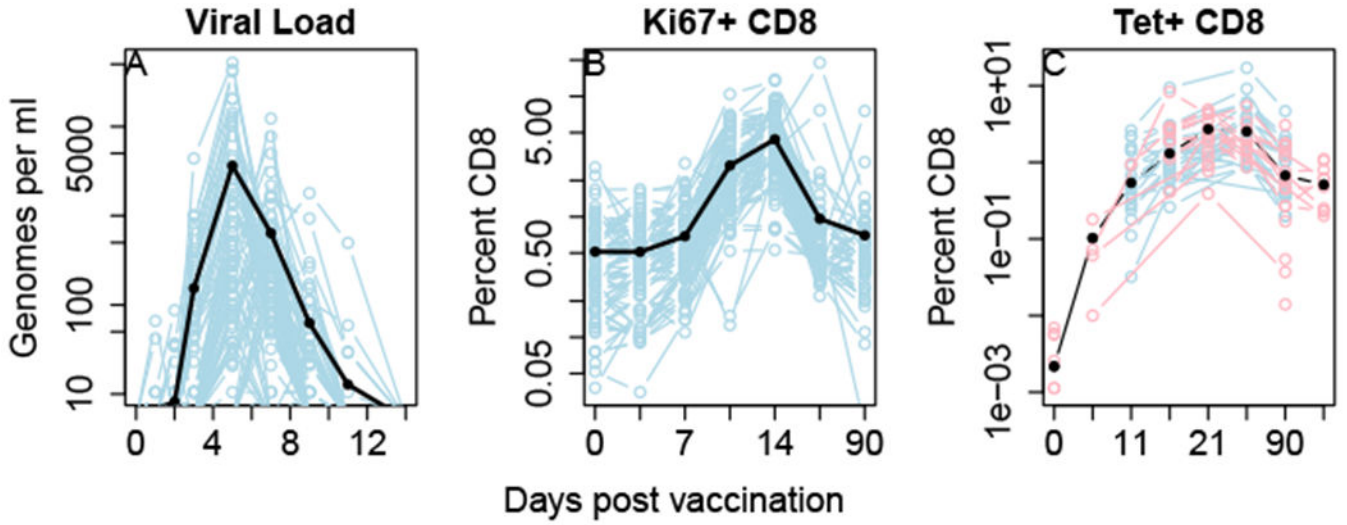 Viral Load
Ki67+ CD8
Tet+ CD8
A
B
C
Genomes per ml
10
100
5000
0
4
8
12
Percent CD8
0.05
0.50
5.00
0
7
14
90
Percent CD8
1e−03
1e−01
1e+01
0
11
21
90
Days post vaccination